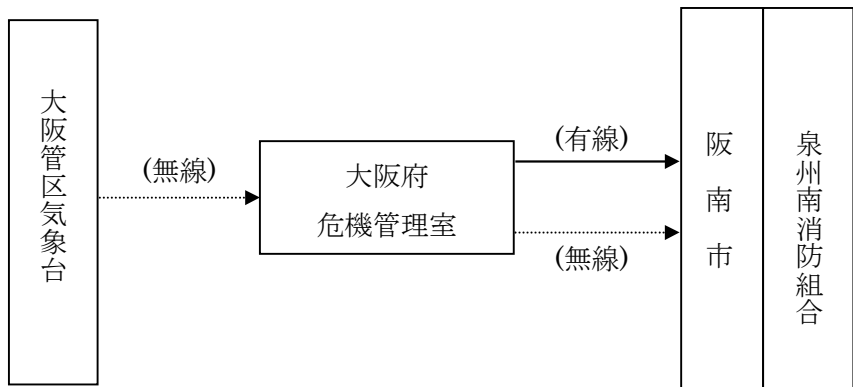 大阪管区気象台
(無線)
大阪府
危機管理室
(有線)
(無線)
阪南市
泉州南消防組合